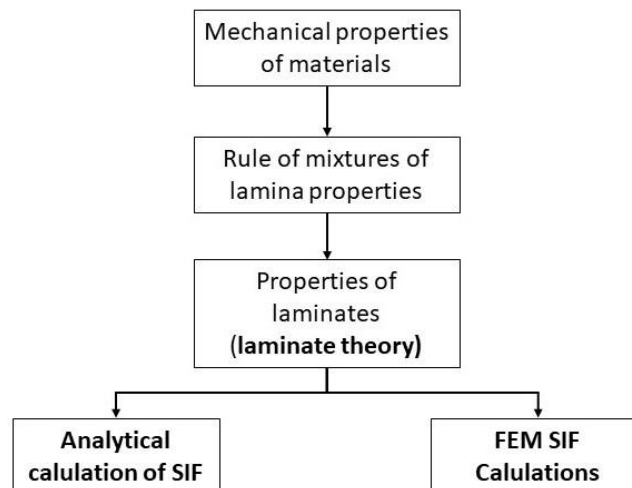 Mechanical properties
of materials
Rule of mixtures of
lamina properties
Properties of
laminates
(laminate theory)
Analytical
calulation of SIF
FEM SIF
Calulations